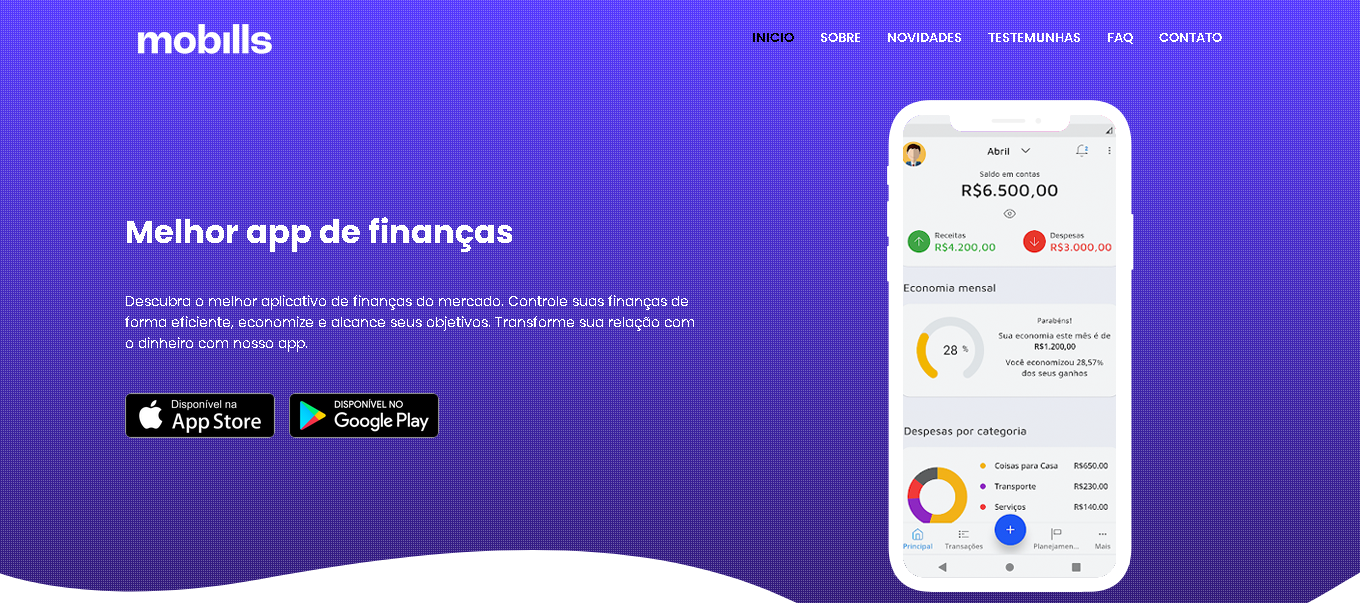 mobills
INICIO SOBRE NOVIDADES TESTEMUNHAS FAQ CONTATO
Melhor app de finanças
Descubra o melhor aplicativo de finanças do mercado. Controle suas finanças de
forma eficiente, economize e alcance seus objetivos. Transforme sua relação com
o dinheiro com nosso app.
Disponível na
App Store
DISPONÍVEL NO
Google Play
Abril
2
Saldo em contas
R$6.500,00
Receitas
R$4.200,00
Despesas
R$3.000,00
Economia mensal
28 %
Parabéns!
Sua economia este mês é de
R$1.200,00
Você economizou 28,57%
dos seus ganhos
Despesas por categoria
Coisas para Casa R$650.00
Transporte R$230.00
Serviços R$140.00
+
Principal Transações Planejamen... Mais